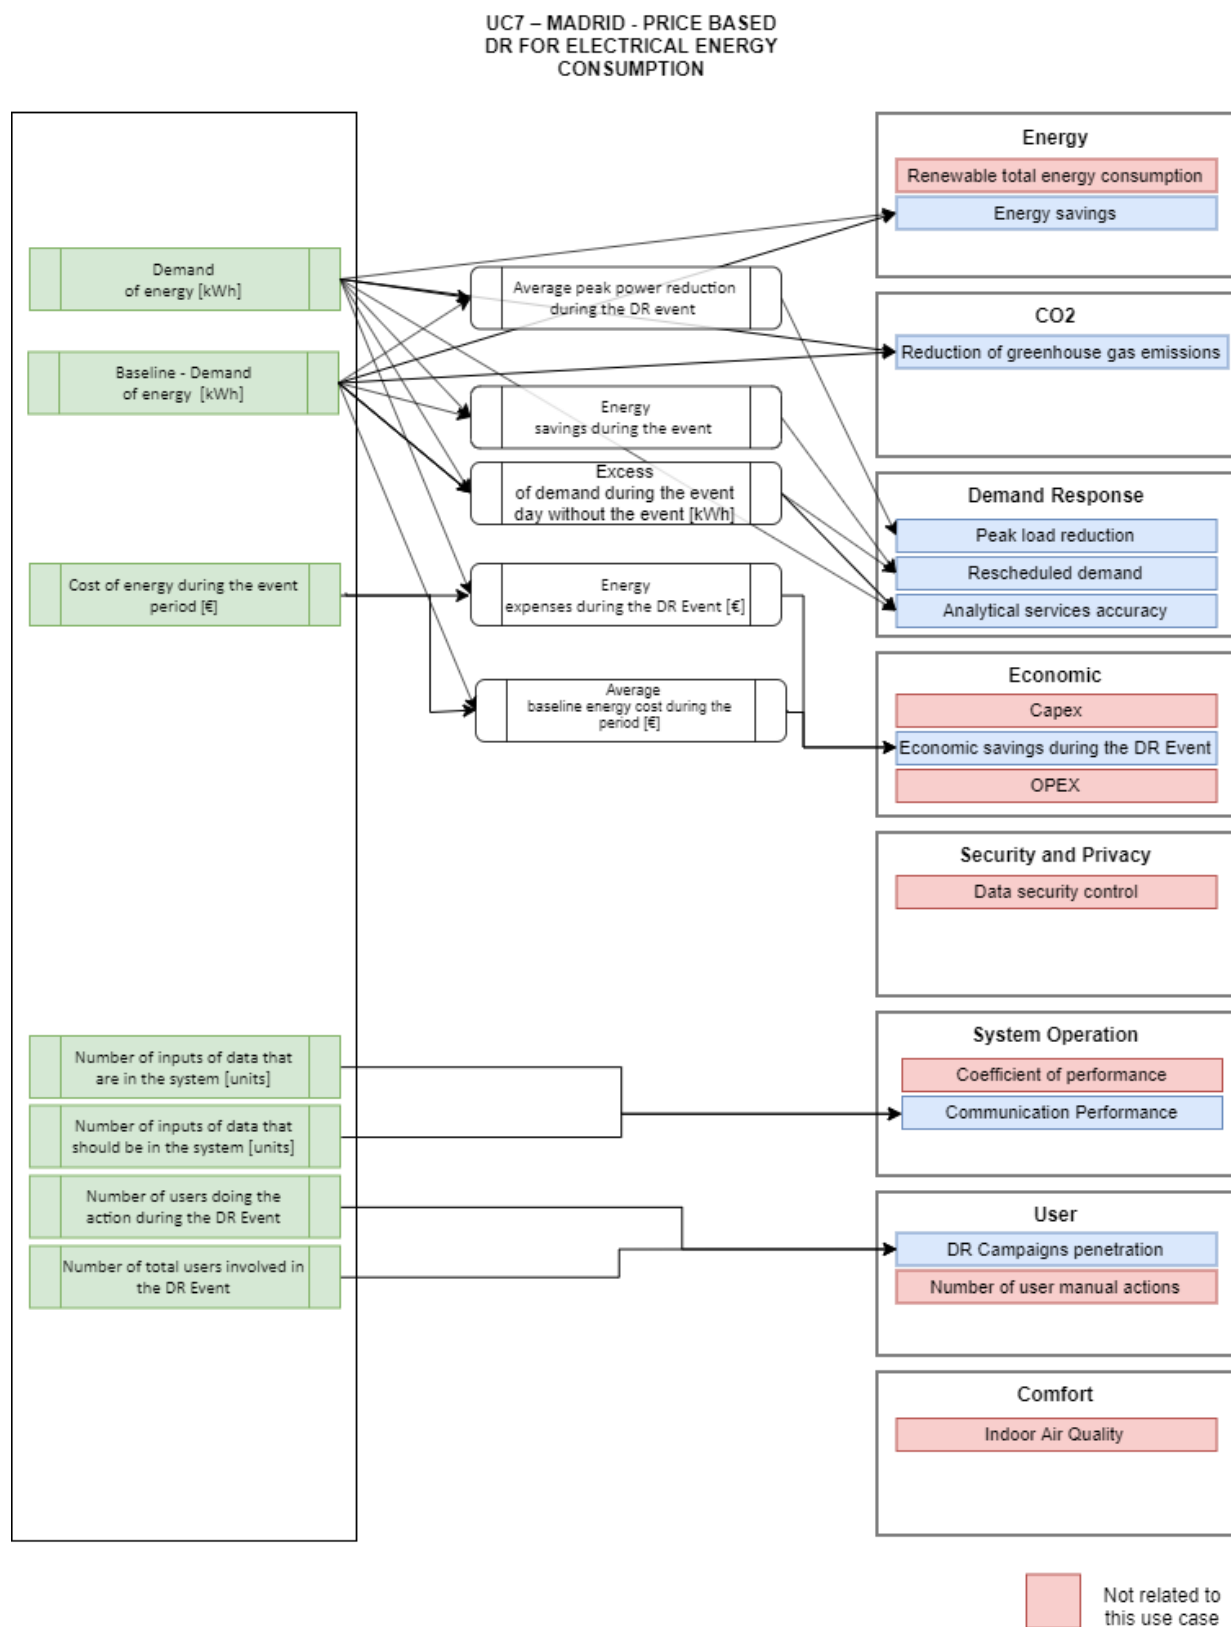 UC7 – MADRID - PRICE BASED
DR FOR ELECTRICAL ENERGY
CONSUMPTION
Demand
of energy [kWh]
Baseline - Demand
of energy [kWh]
Cost of energy during the event
period [€]
Number of inputs of data that
are in the system [units]
Number of inputs of data that
should be in the system [units]
Number of users doing the
action during the DR Event
Number of total users involved in
the DR Event
Average peak power reduction
during the DR event
Energy
savings during the event
Excess
of demand during the event
day without the event [kWh]
Energy
expenses during the DR Event [€]
Average
baseline energy cost during the
period [€]
Energy
Renewable total energy consumption
Energy savings
CO2
Reduction of greenhouse gas emissions
Demand Response
Peak load reduction
Rescheduled demand
Analytical services accuracy
Economic
Capex
Economic savings during the DR Event
OPEX
Security and Privacy
Data security control
System Operation
Coefficient of performance
Communication Performance
User
DR Campaigns penetration
Number of user manual actions
Comfort
Indoor Air Quality
Not related to
this use case